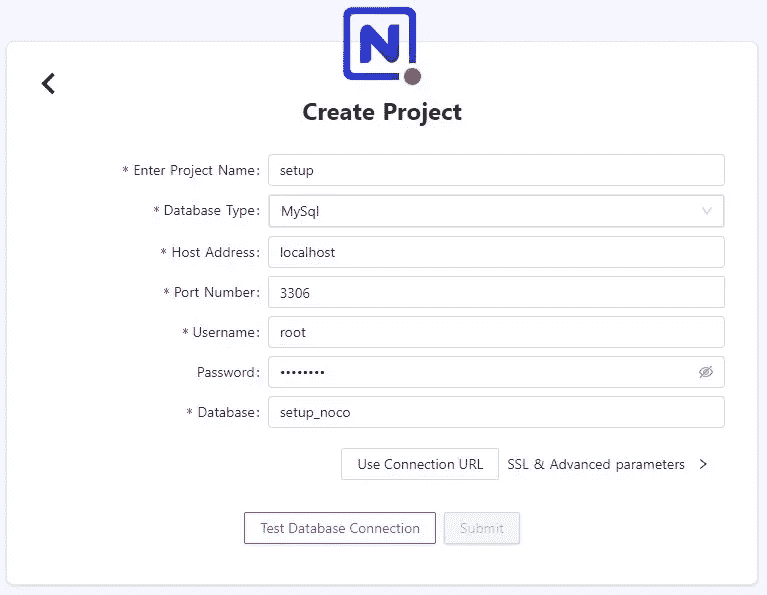 N
Create Project
* Enter Project Name: setup
* Database Type: MySql
* Host Address: localhost
* Port Number: 3306
* Username: root
Password: ••••••••
* Database: setup_noco
Use Connection URL SSL & Advanced parameters >
Test Database Connection Submit